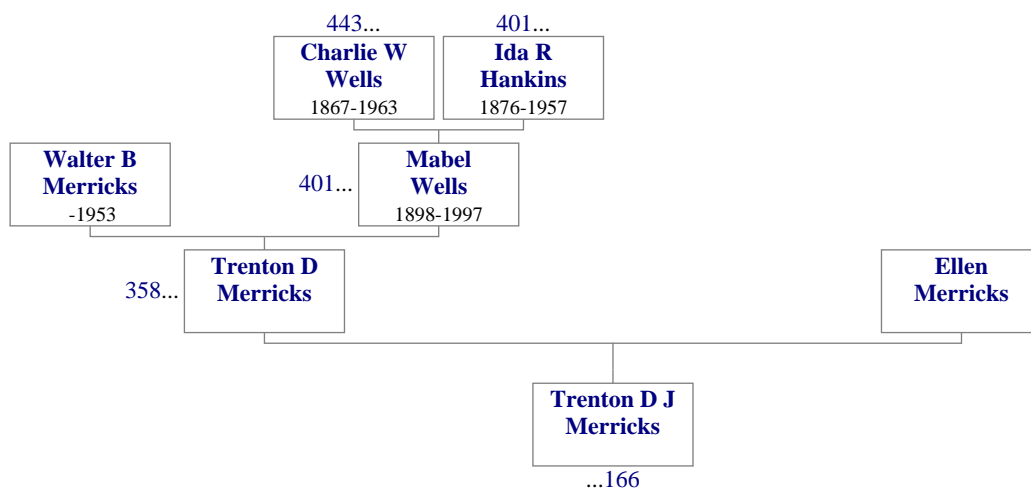 443...
401...
Charlie W
Wells
1867-1963
Ida R
Hankins
1876-1957
Walter B
Merricks
-1953
401...
Mabel
Wells
1898-1997
358...
Trenton D
Merricks
Ellen
Merricks
Trenton D J
Merricks
...166